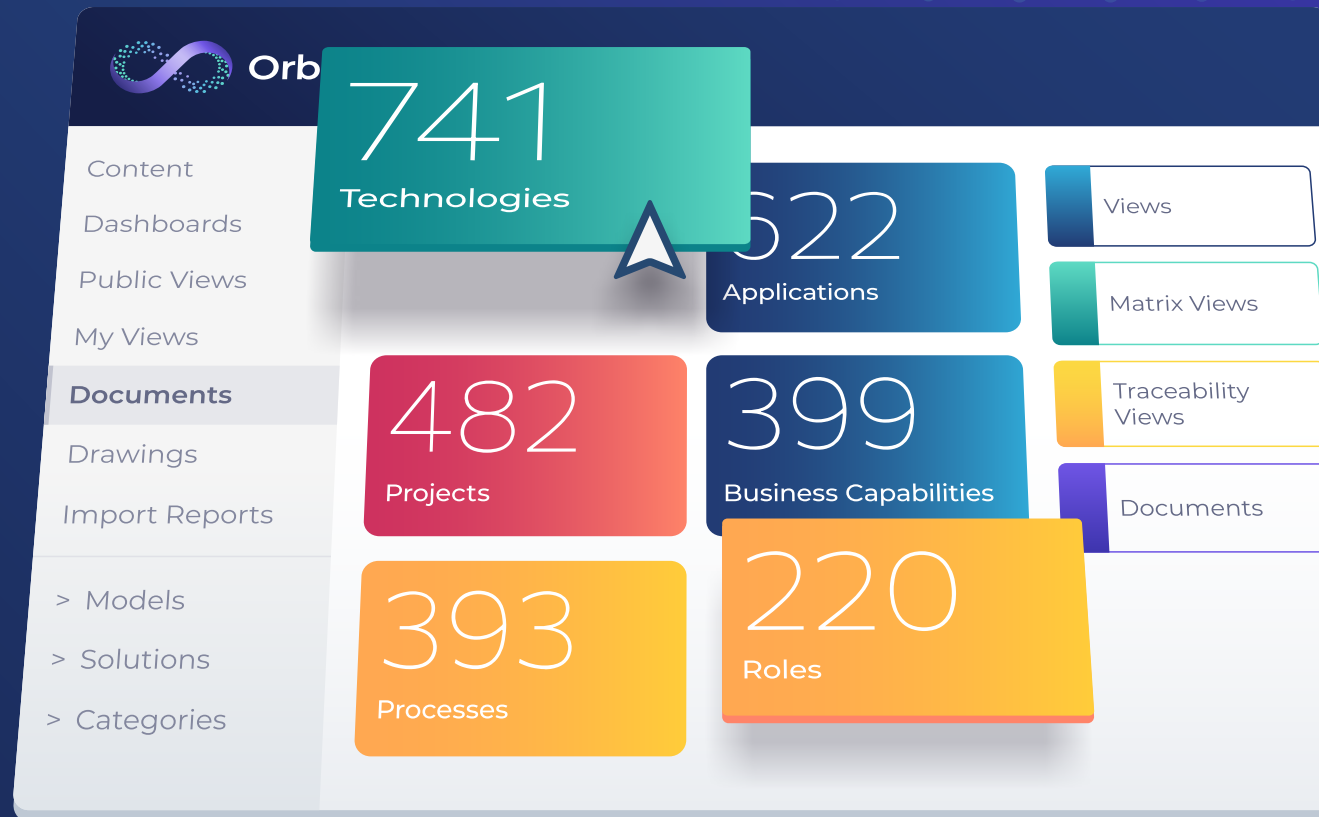 Orb
Content
Dashboards
Public Views
My Views
Documents
Drawings
Import Reports
> Models
> Solutions
> Categories
741
Technologies
622
Applications
482
Projects
399
Business Capabilities
393
Processes
220
Roles
Views
Matrix Views
Traceability
Views
Documents